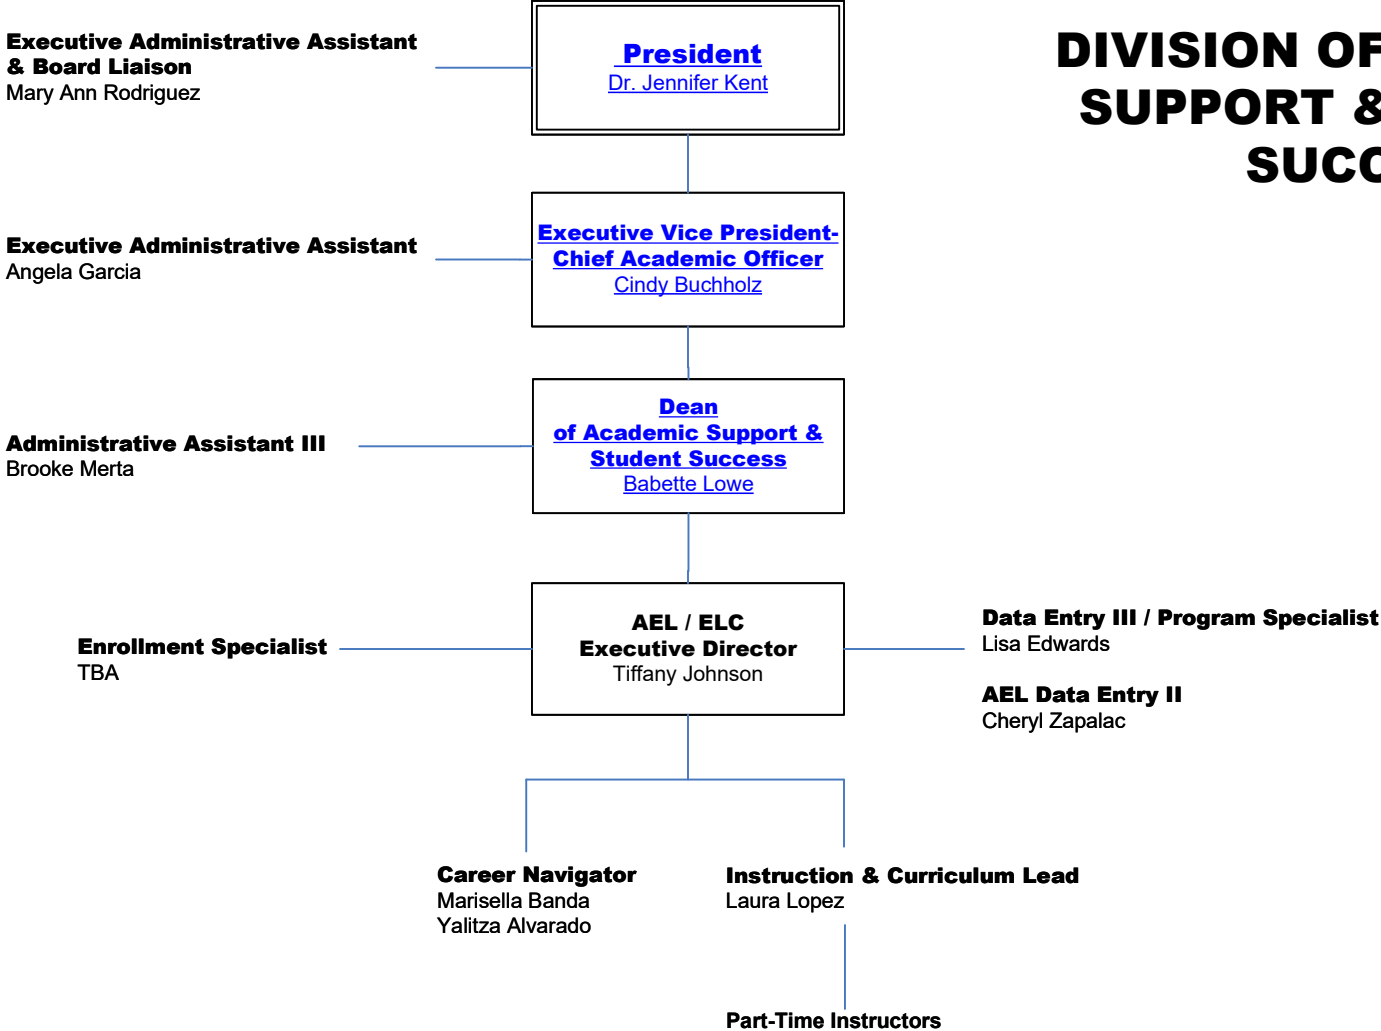 Executive Administrative Assistant
& Board Liaison
Mary Ann Rodriguez
President
Dr. Jennifer Kent
DIVISION OF
SUPPORT &
SUCC
Executive Administrative Assistant
Angela Garcia
Executive Vice President-
Chief Academic Officer
Cindy Buchholz
Administrative Assistant III
Brooke Merta
Dean
of Academic Support &
Student Success
Babette Lowe
Enrollment Specialist
TBA
AEL / ELC
Executive Director
Tiffany Johnson
Data Entry III / Program Specialist
Lisa Edwards
AEL Data Entry II
Cheryl Zapalac
Career Navigator
Marisella Banda
Yalitza Alvarado
Instruction & Curriculum Lead
Laura Lopez
Part-Time Instructors